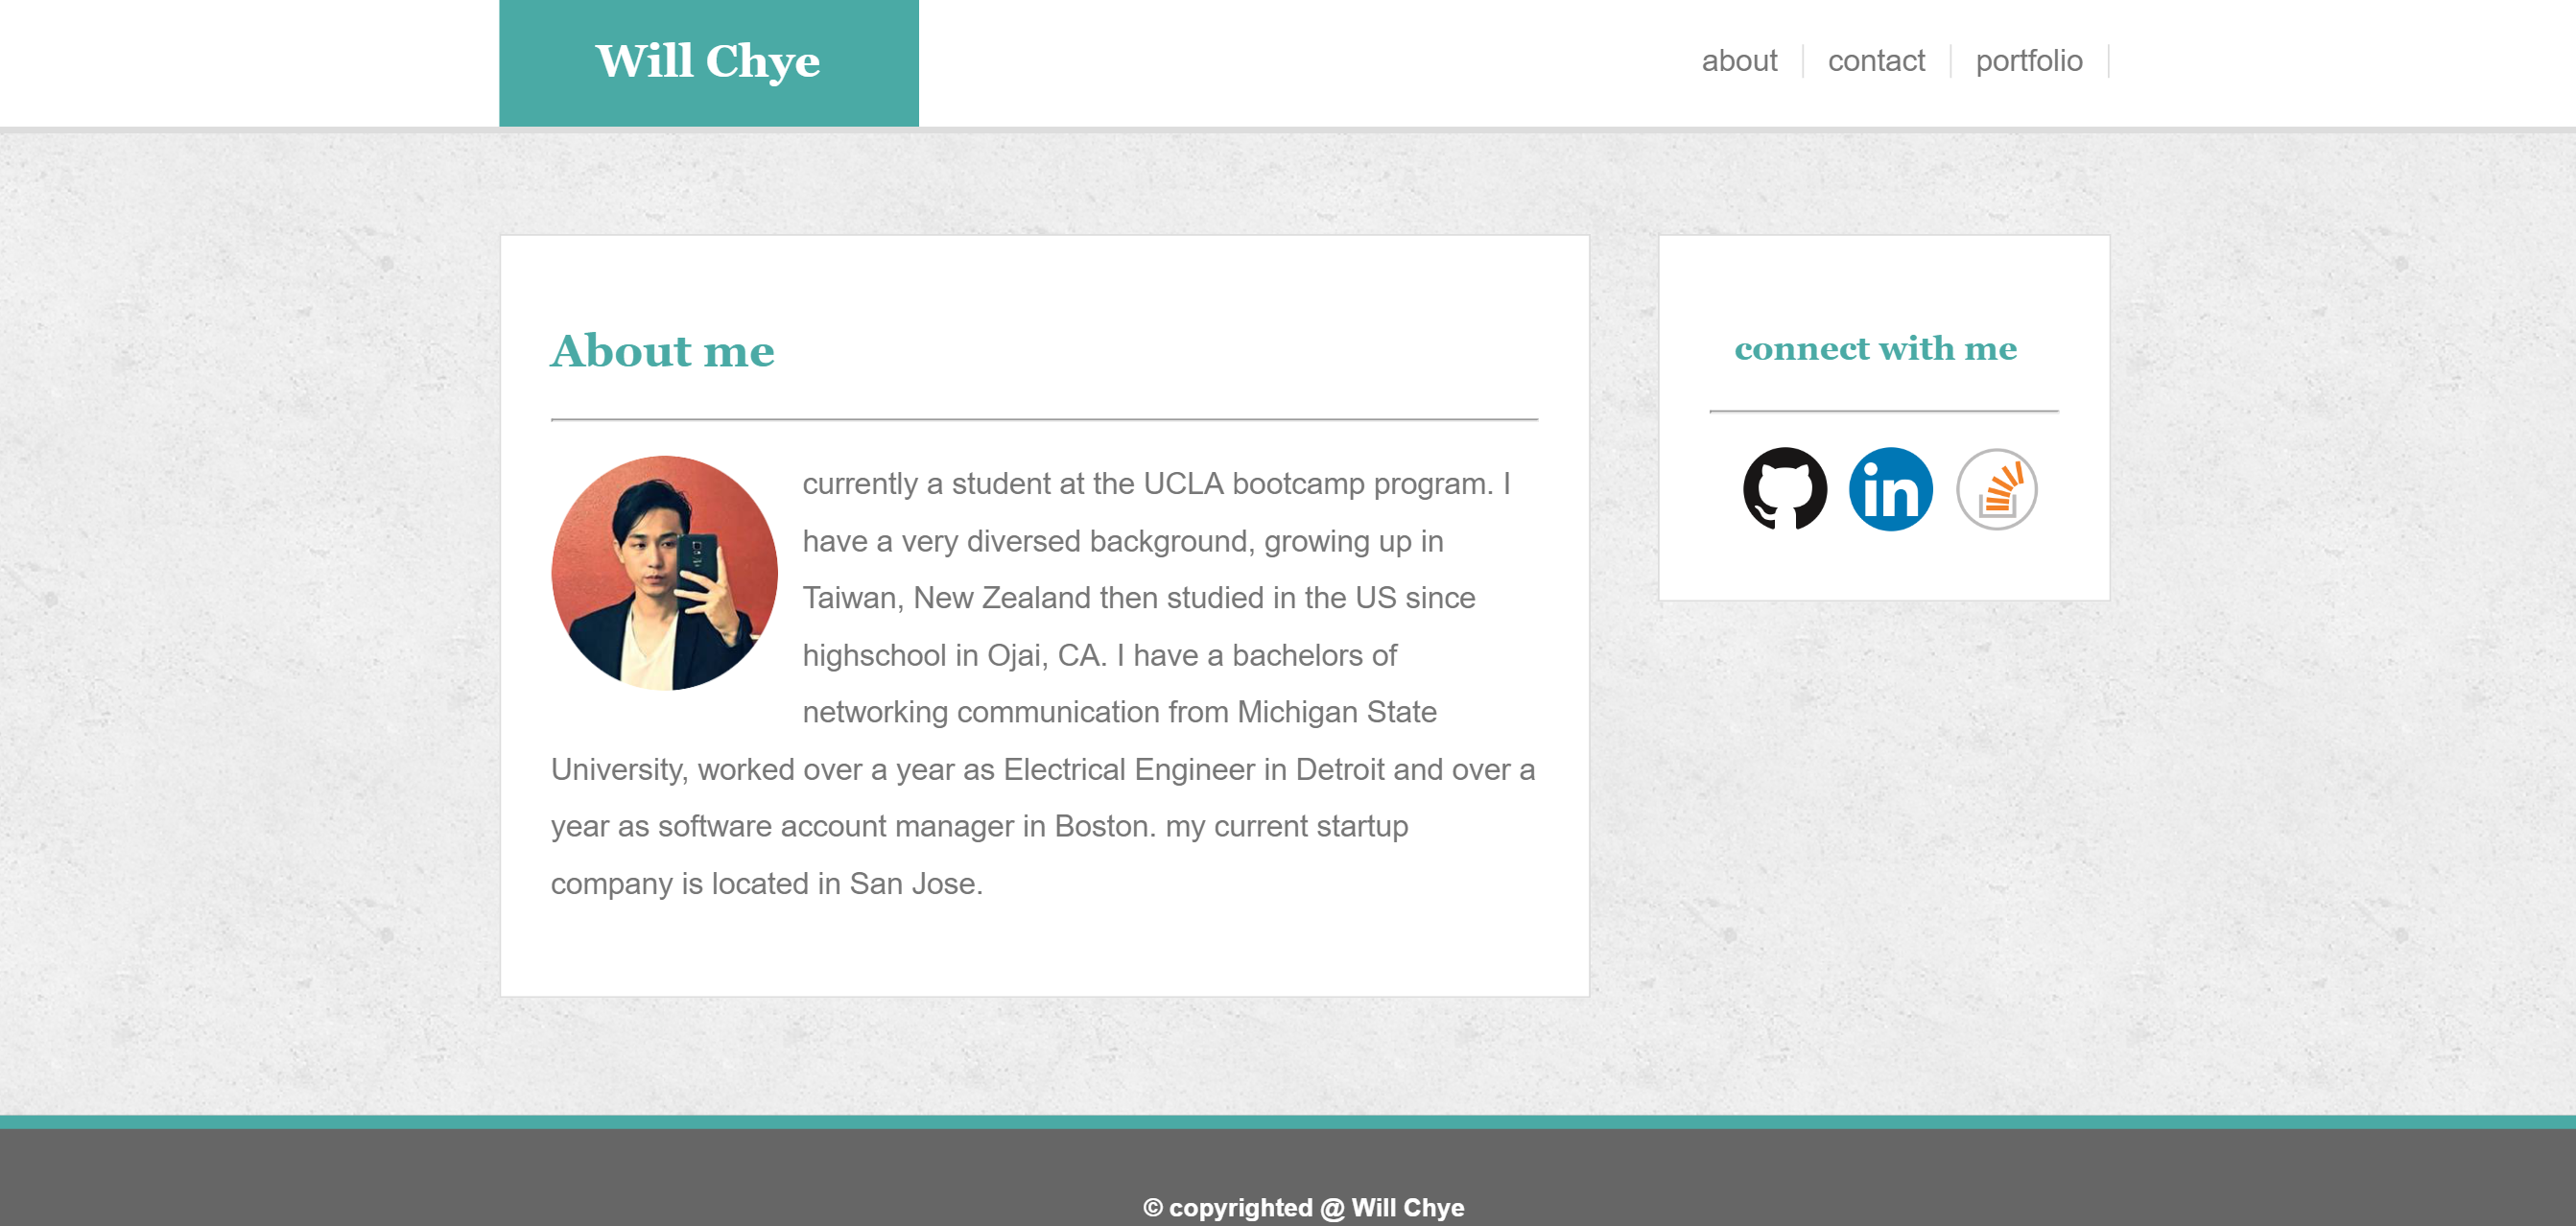 Will Chye
about
contact
portfolio
About me
currently a student at the UCLA bootcamp program. I
have a very diversed background, growing up in
Taiwan, New Zealand then studied in the US since
highschool in Ojai, CA. I have a bachelors of
networking communication from Michigan State
University, worked over a year as Electrical Engineer in Detroit and over a
year as software account manager in Boston. my current startup
company is located in San Jose.
connect with me
in
© copyrighted @ Will Chye